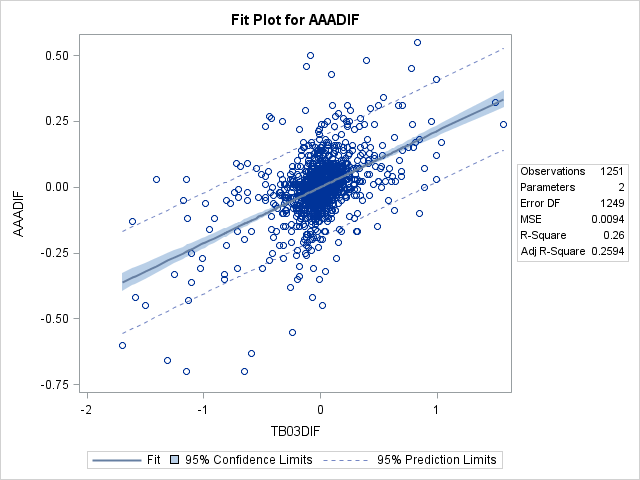 Fit Plot for AAADIF
0.50
0.25
0.00
-0.25
-0.50
-0.75
AAADIF
-2 -1 0 1
TB03DIF
Observations 1251
Parameters 2
Error DF 1249
MSE 0.0094
R-Square 0.26
Adj R-Square 0.2594
Fit 95% Confidence Limits 95% Prediction Limits